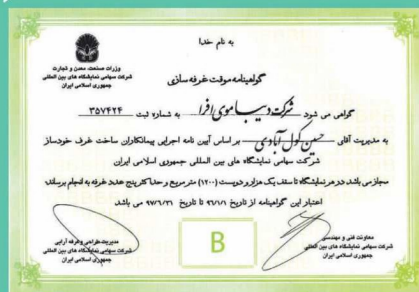 به نام خدا
وزارت صنعت، معدن و تجارت
شرکت سهامی نمایشگاه های بین المللی
جمهوری اسلامی ایران
گواهینامه موقت غرفه سازی
گواهی می شود شرکت دیبا موی افرا به شماره ثبت ۳۵۷۴۲۴
به مدیریت آقای حسین کول آبادی بر اساس آیین نامه اجرایی پیمانکاران ساخت غرف خودساز
شرکت سهامی نمایشگاه های بین المللی جمهوری اسلامی ایران
مجاز می باشد در هر نمایشگاه تا سقف یک هزار و دویست (۱۲۰۰) متر مربع و حداکثر پنج عدد غرفه به انجام برساند.
اعتبار این گواهینامه از تاریخ ۹۶/۱/۱ تا تاریخ ۹۷/۶/۳۱ می باشد
معاونت فنی و مهندسی
شرکت سهامی نمایشگاه های بین المللی
جمهوری اسلامی ایران
B
مدیریت طراحی و غرفه آرایی
شرکت سهامی نمایشگاه های بین المللی
جمهوری اسلامی ایران